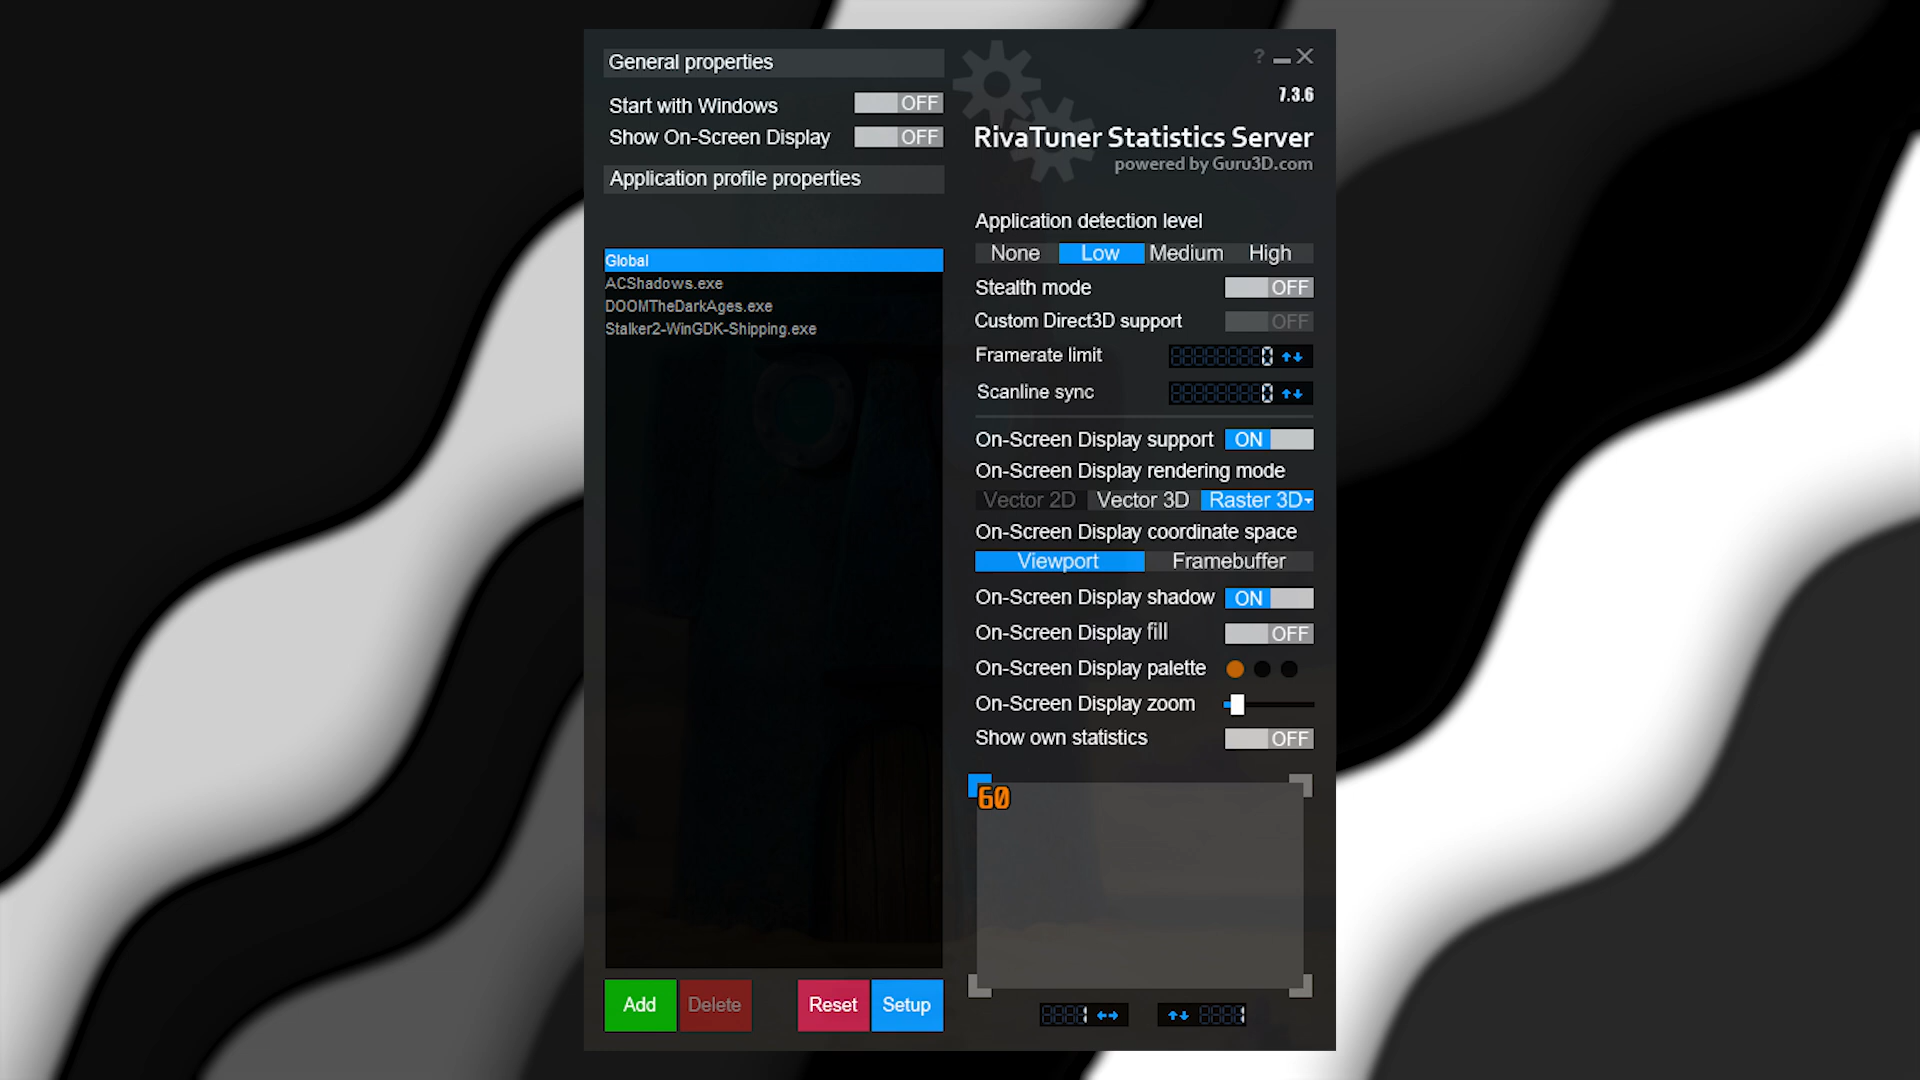 General properties
Start with Windows OFF
Show On-Screen Display OFF
Application profile properties
Global
ACShadows.exe
DOOMTheDarkAges.exe
Stalker2-WinGDK-Shipping.exe
Add Delete Reset Setup
?
7.3.6
RivaTuner Statistics Server
powered by Guru3D.com
Application detection level
None Low Medium High
Stealth mode OFF
Custom Direct3D support OFF
Framerate limit 0
Scanline sync 0
On-Screen Display support ON
On-Screen Display rendering mode
Vector 2D Vector 3D Raster 3D
On-Screen Display coordinate space
Viewport Framebuffer
On-Screen Display shadow ON
On-Screen Display fill OFF
On-Screen Display palette
On-Screen Display zoom
Show own statistics OFF
60
1 1